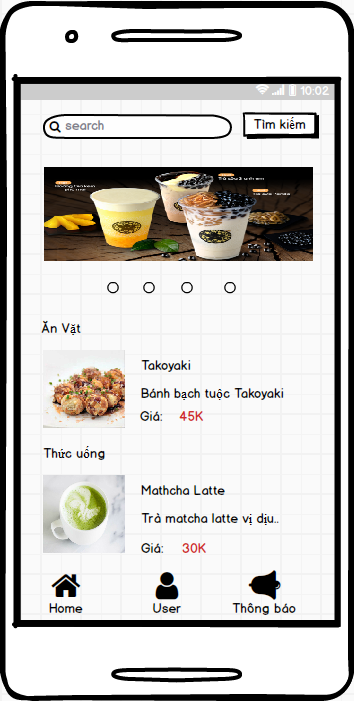 10:02
search
Tìm kiếm
Ăn Vặt
Takoyaki
Bánh bạch tuộc Takoyaki
Giá: 45K
Thức uống
Mathcha Latte
Trà matcha latte vị dịu..
Giá: 30K
Home User Thông báo